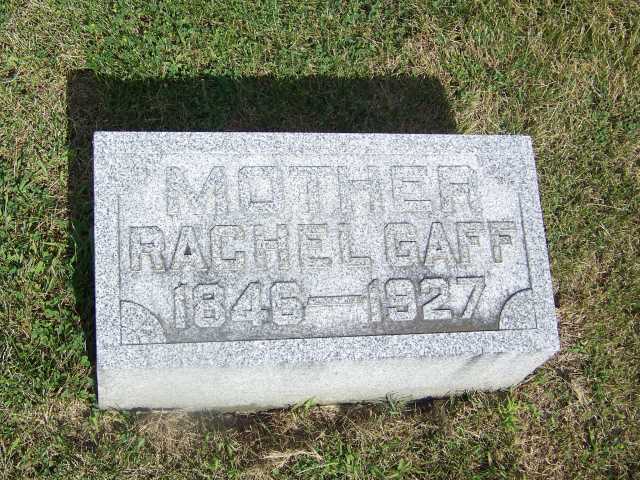 MOTHER
RACHEL GAFF
1846—1927